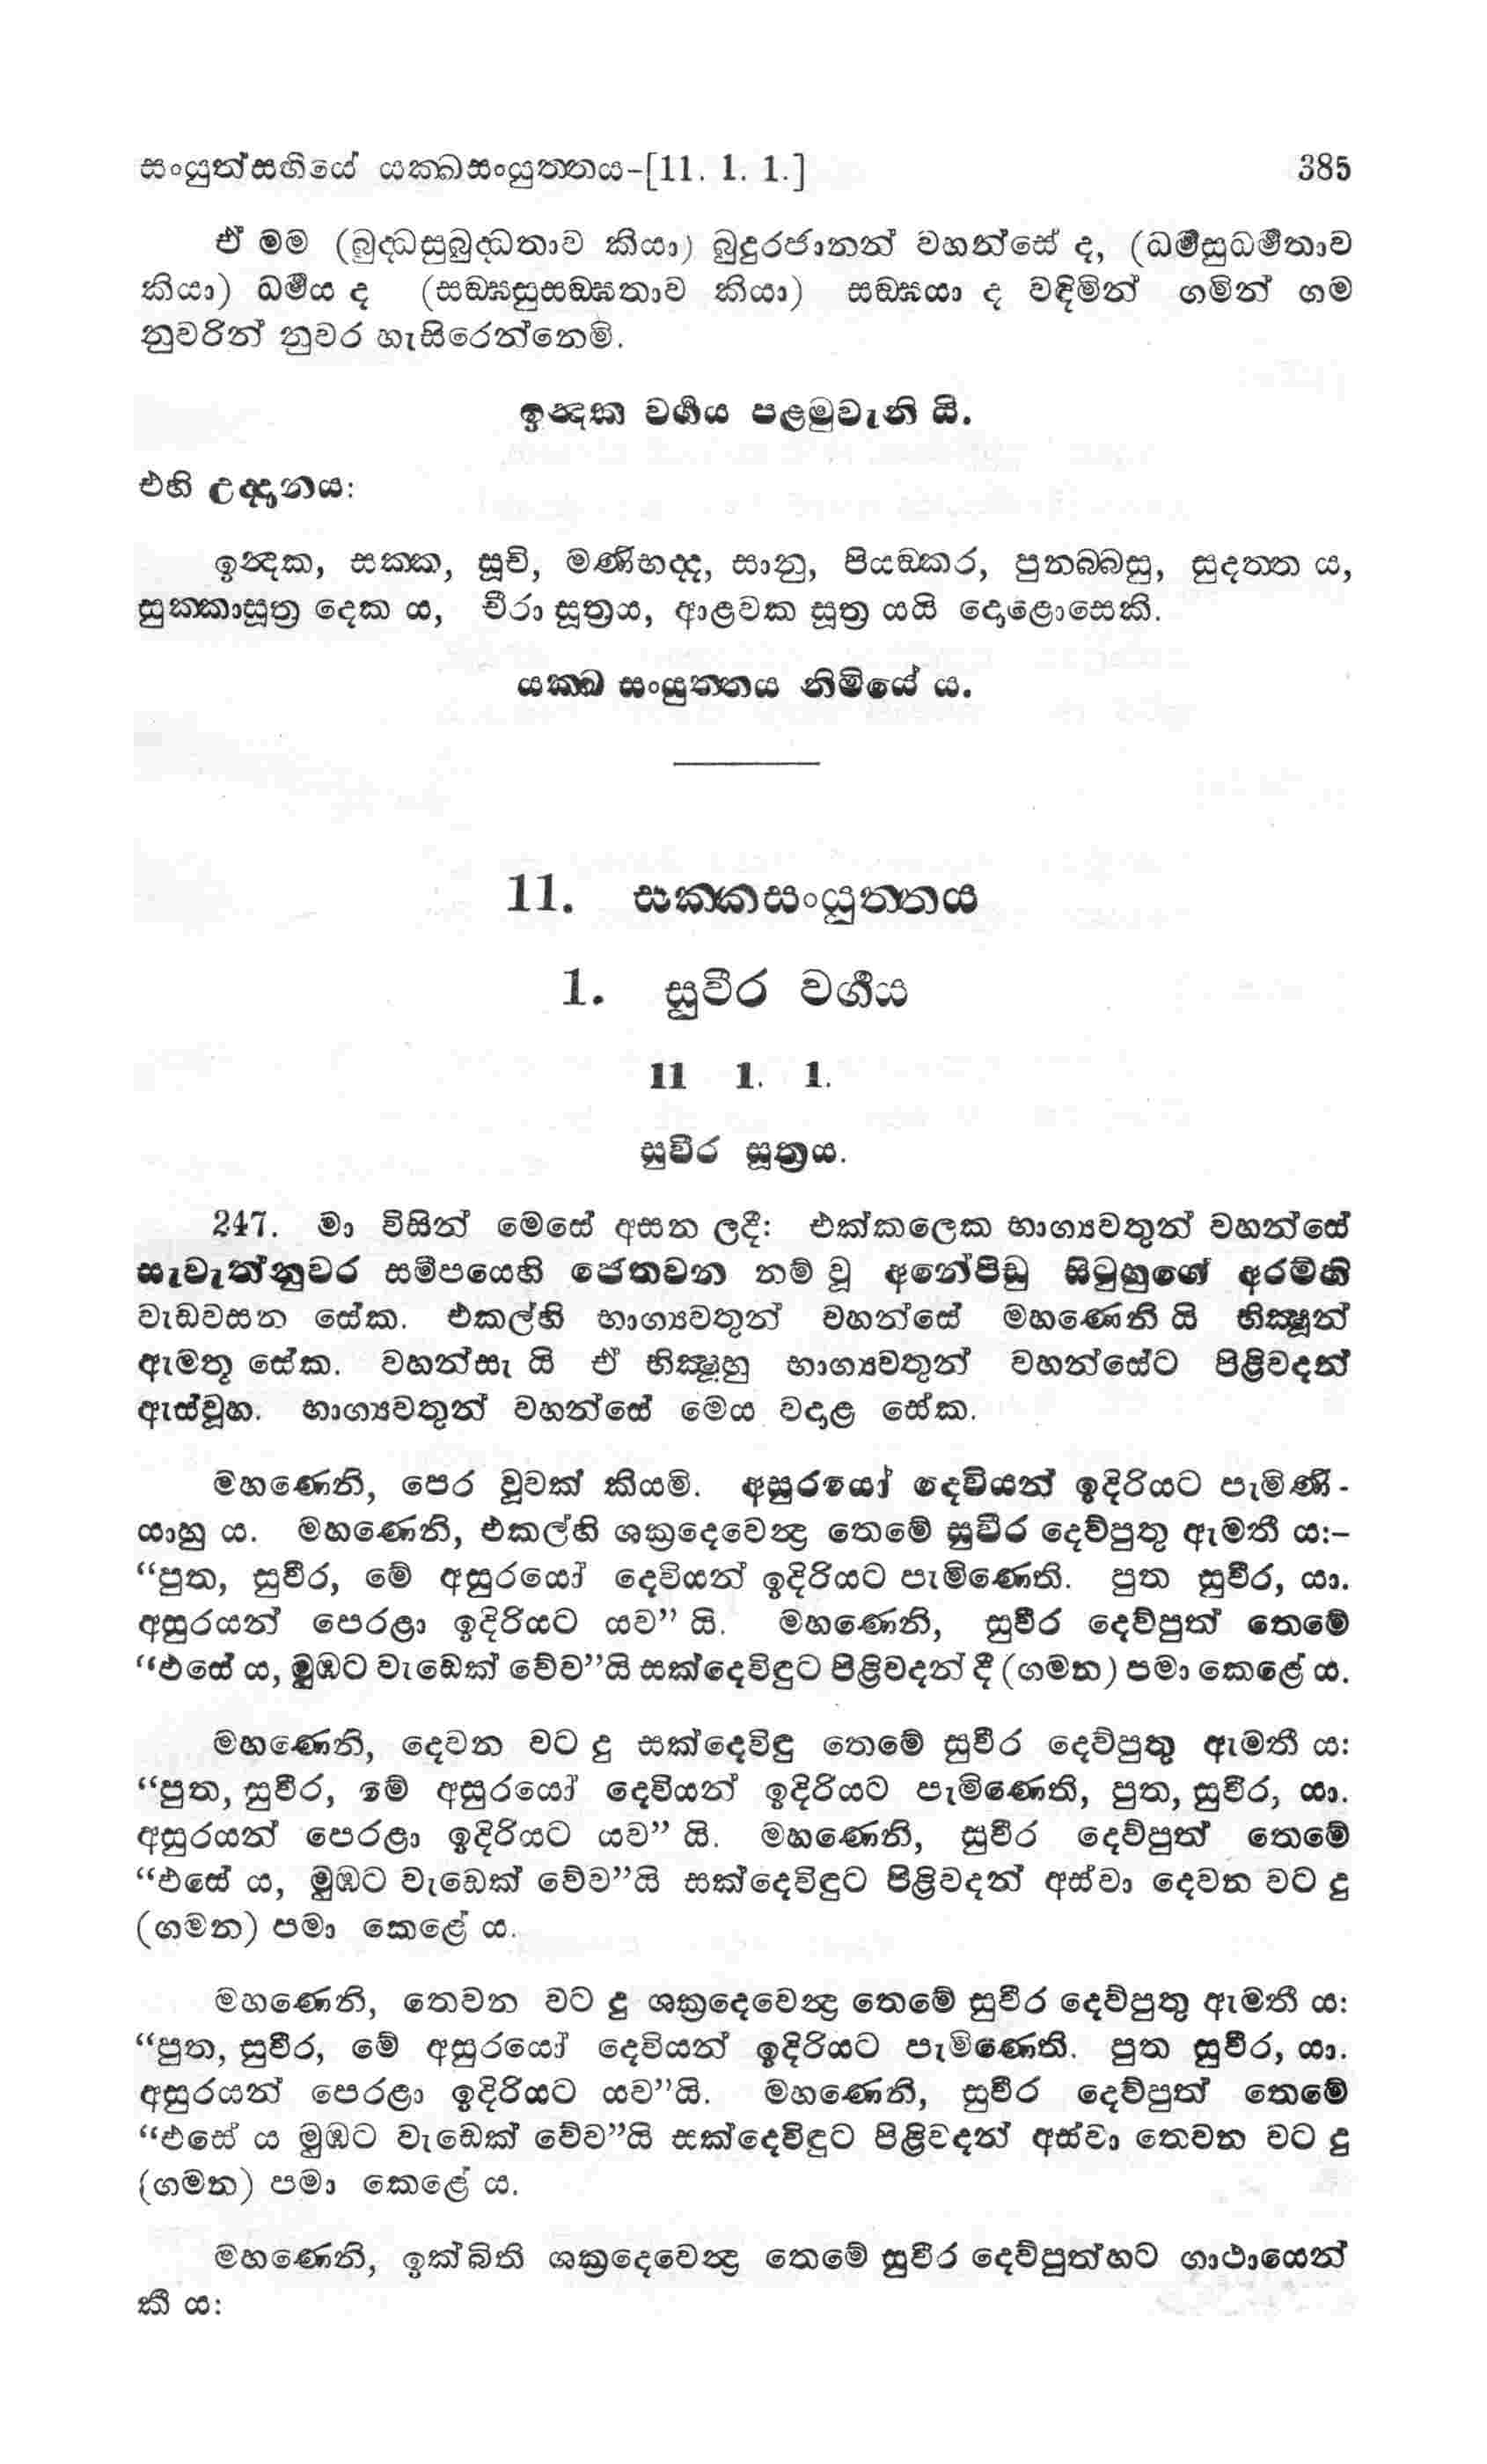 සංයුත්සඟියේ යක්ඛසංයුත්තය-[11. 1. 1.] 385
ඒ මම (බුද්ධසුබුද්ධතාව කියා) බුදුරජානන් වහන්සේ ද, (ධර්මසුධර්මතාව
කියා) ධර්මය ද (සඞ්ඝසුසඞ්ඝතාව කියා) සඞ්ඝයා ද වඳිමින් ගමින් ගම
නුවරින් නුවර හැසිරෙන්නෙමි.
ඉන්දක වර්ගය පළමුවැනි යි.
එහි උද්දානය:
ඉන්දක, සක්ක, සූචි, මණිභද්ද, සානු, පියඞ්කර, පුනබ්බසු, සුදත්ත ය,
සුක්කාසූත්‍ර දෙක ය, චීරා සූත්‍රය, ආළවක සූත්‍ර යයි දොළොසෙකි.
යක්ඛ සංයුත්තය නිමියේ ය.
11. සක්කසංයුත්තය
1. සුවීර වර්ගය
11 1. 1.
සුවීර සූත්‍රය.
247. මා විසින් මෙසේ අසන ලදී: එක්කලෙක භාග්‍යවතුන් වහන්සේ
සැවැත්නුවර සමීපයෙහි ජෙතවන නම් වූ අනේපිඩු සිටුහුගේ අරම්හි
වැඩවසන සේක. එකල්හි භාග්‍යවතුන් වහන්සේ මහණෙනි යි භික්ෂූන්
ඇමතූ සේක. වහන්සැ යි ඒ භික්ෂූහු භාග්‍යවතුන් වහන්සේට පිළිවදන්
ඇස්වූහ. භාග්‍යවතුන් වහන්සේ මෙය වදාළ සේක.
මහණෙනි, පෙර වූවක් කියමි. අසුරයෝ දෙවියන් ඉදිරියට පැමිණි-
යාහු ය. මහණෙනි, එකල්හි ශක්‍රදෙවෙන්ද්‍ර තෙමේ සුවීර දෙව්පුතු ඇමතී ය:–
“පුත, සුවීර, මේ අසුරයෝ දෙවියන් ඉදිරියට පැමිණෙති. පුත සුවීර, යා.
අසුරයන් පෙරළා ඉදිරියට යව” යි. මහණෙනි, සුවීර දෙව්පුත් තෙමේ
“එසේ ය, මුඹට වැඩෙක් වේව”යි සක්දෙවිඳුට පිළිවදන් දී (ගමන) පමා කෙළේ ය.
මහණෙනි, දෙවන වට දු සක්දෙවිඳු තෙමේ සුවීර දෙව්පුතු ඇමතී ය:
“පුත, සුවීර, මේ අසුරයෝ දෙවියන් ඉදිරියට පැමිණෙති, පුත, සුවීර, යා.
අසුරයන් පෙරළා ඉදිරියට යව” යි. මහණෙනි, සුවීර දෙව්පුත් තෙමේ
“එසේ ය, මුඹට වැඩෙක් වේව”යි සක්දෙවිඳුට පිළිවදන් අස්වා දෙවන වට දු
(ගමන) පමා කෙළේ ය.
මහණෙනි, තෙවන වට දු ශක්‍රදෙවෙන්ද්‍ර තෙමේ සුවීර දෙව්පුතු ඇමතී ය:
“පුත, සුවීර, මේ අසුරයෝ දෙවියන් ඉදිරියට පැමිණෙති. පුත සුවීර, යා.
අසුරයන් පෙරළා ඉදිරියට යව”යි. මහණෙනි, සුවීර දෙව්පුත් තෙමේ
“එසේ ය මුඹට වැඩෙක් වේව”යි සක්දෙවිඳුට පිළිවදන් අස්වා තෙවන වට දු
(ගමන) පමා කෙළේ ය.
මහණෙනි, ඉක්බිති ශක්‍රදෙවෙන්ද්‍ර තෙමේ සුවීර දෙව්පුත්හට ගාථායෙන්
කී ය: